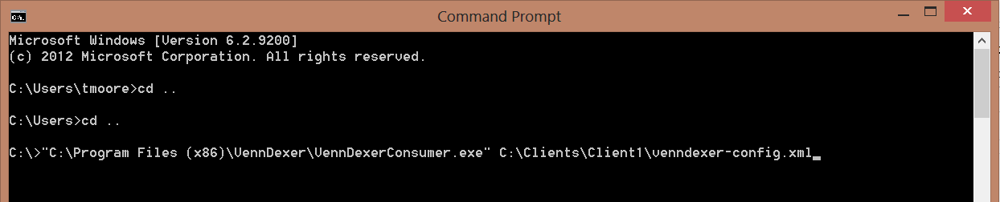 Command Prompt
Microsoft Windows [Version 6.2.9200]
(c) 2012 Microsoft Corporation. All rights reserved.
C:\Users\tmoore>cd ..
C:\Users>cd ..
C:\>"C:\Program Files (x86)\VennDexer\VennDexerConsumer.exe" C:\Clients\Client1\venndexer-config.xml